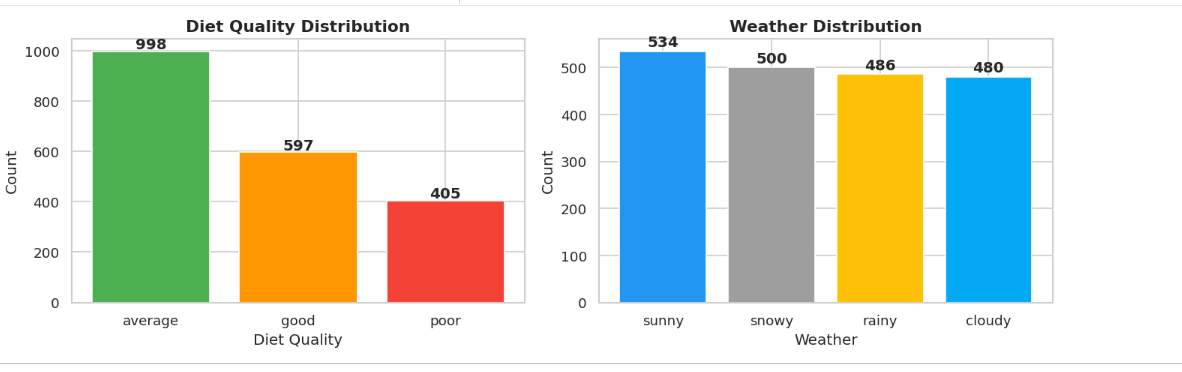 Diet Quality Distribution
Count
1000
800
600
400
200
0
998
597
405
average good poor
Diet Quality
Weather Distribution
Count
500
400
300
200
100
0
534
500
486
480
sunny snowy rainy cloudy
Weather